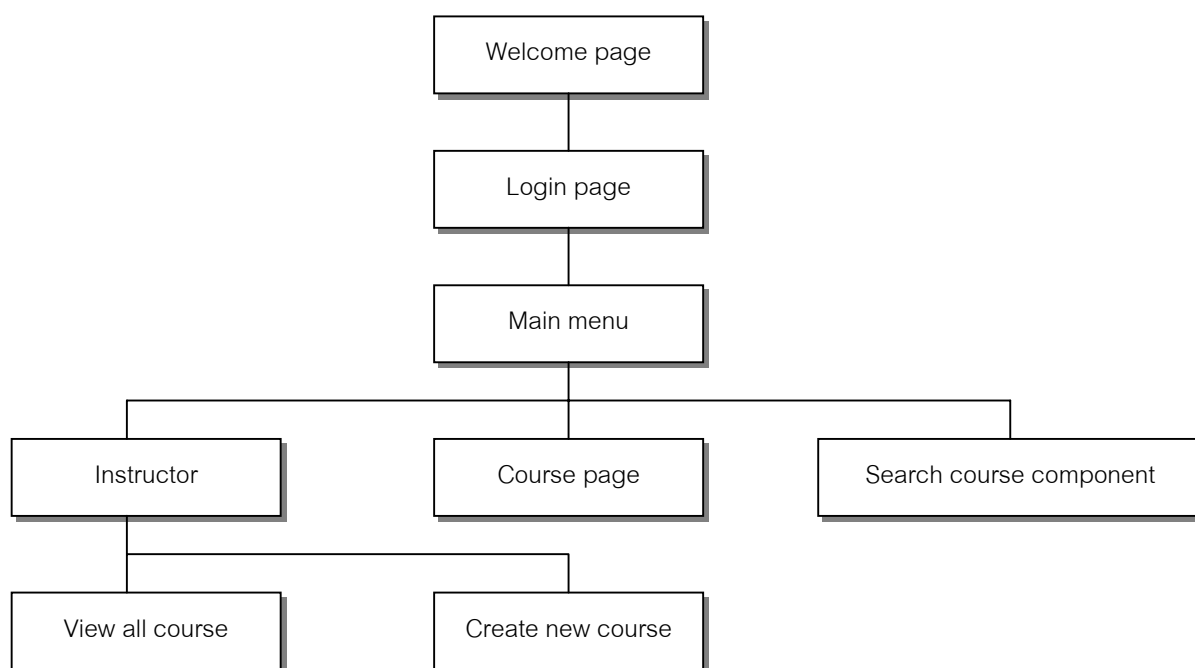 Welcome page
Login page
Main menu
Instructor
Course page
Search course component
View all course
Create new course